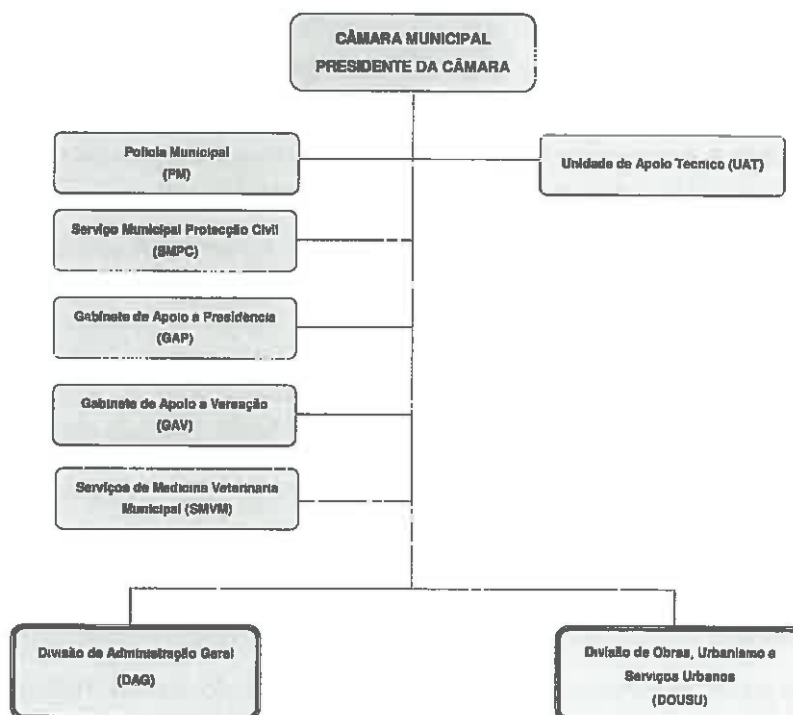 CÂMARA MUNICIPAL
PRESIDENTE DA CÂMARA
Policia Municipal
(PM)
Unidade de Apoio Tecnico (UAT)
Serviço Municipal Protecção Civil
(SMPC)
Gabinete de Apoio a Presidência
(GAP)
Gabinete de Apoio a Vereação
(GAV)
Serviços de Medicina Veterinaria
Municipal (SMVM)
Divisão de Administração Geral
(DAG)
Divisão de Obras, Urbanismo e
Serviços Urbanos
(DOUSU)